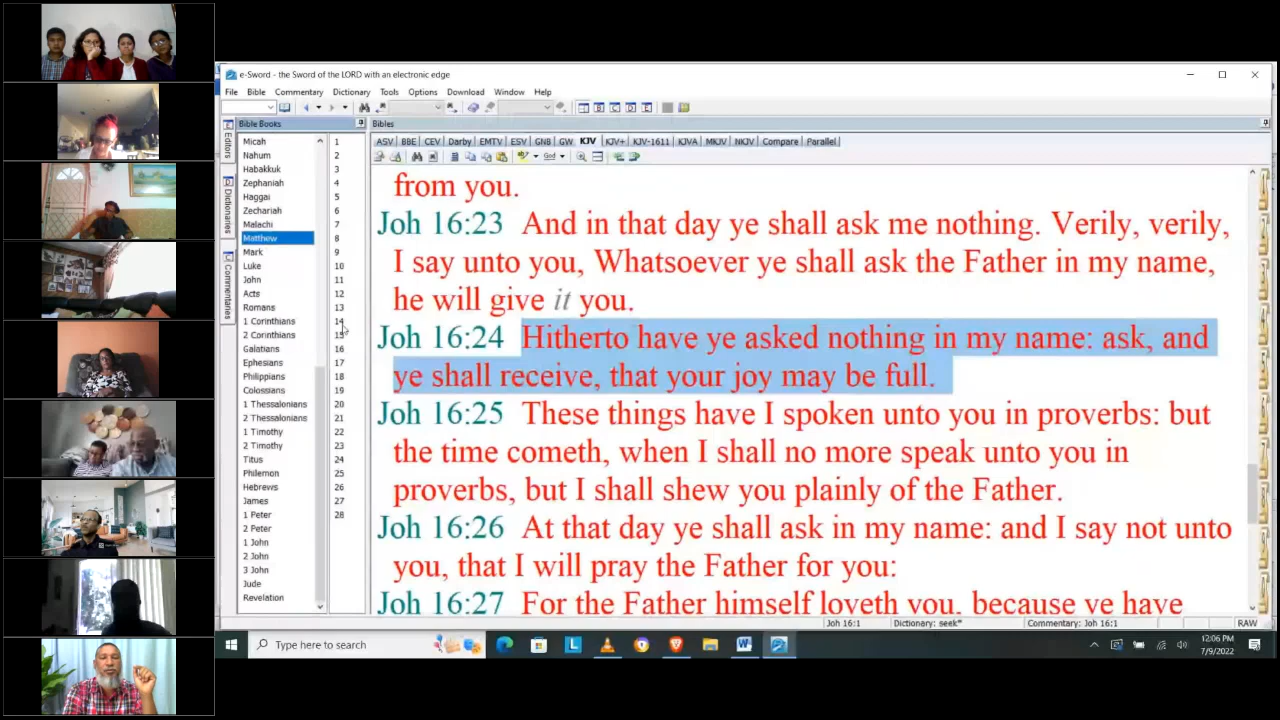 e-Sword - the Sword of the LORD with an electronic edge
File Bible Commentary Dictionary Tools Options Download Window Help
Bible Books
Bibles
Editors
Dictionaries
Commentaries
Micah
Nahum
Habakkuk
Zephaniah
Haggai
Zechariah
Malachi
Matthew
Mark
Luke
John
Acts
Romans
1 Corinthians
2 Corinthians
Galatians
Ephesians
Philippians
Colossians
1 Thessalonians
2 Thessalonians
1 Timothy
2 Timothy
Titus
Philemon
Hebrews
James
1 Peter
2 Peter
1 John
2 John
3 John
Jude
Revelation
1
2
3
4
5
6
7
8
9
10
11
12
13
14
15
16
17
18
19
20
21
22
23
24
25
26
27
28
ASV BBE CEV Darby EMTV ESV GNB GW KJV KJV+ KJV-1611 KJVA MKJV NKJV Compare Parallel
from you.
Joh 16:23 And in that day ye shall ask me nothing. Verily, verily,
I say unto you, Whatsoever ye shall ask the Father in my name,
he will give it you.
Joh 16:24 Hitherto have ye asked nothing in my name: ask, and
ye shall receive, that your joy may be full.
Joh 16:25 These things have I spoken unto you in proverbs: but
the time cometh, when I shall no more speak unto you in
proverbs, but I shall shew you plainly of the Father.
Joh 16:26 At that day ye shall ask in my name: and I say not unto
you, that I will pray the Father for you:
Joh 16:27 For the Father himself loveth you, because ye have
Joh 16:1 Dictionary: seek* Commentary: Joh 16:1 RAW
Type here to search
12:06 PM
7/9/2022